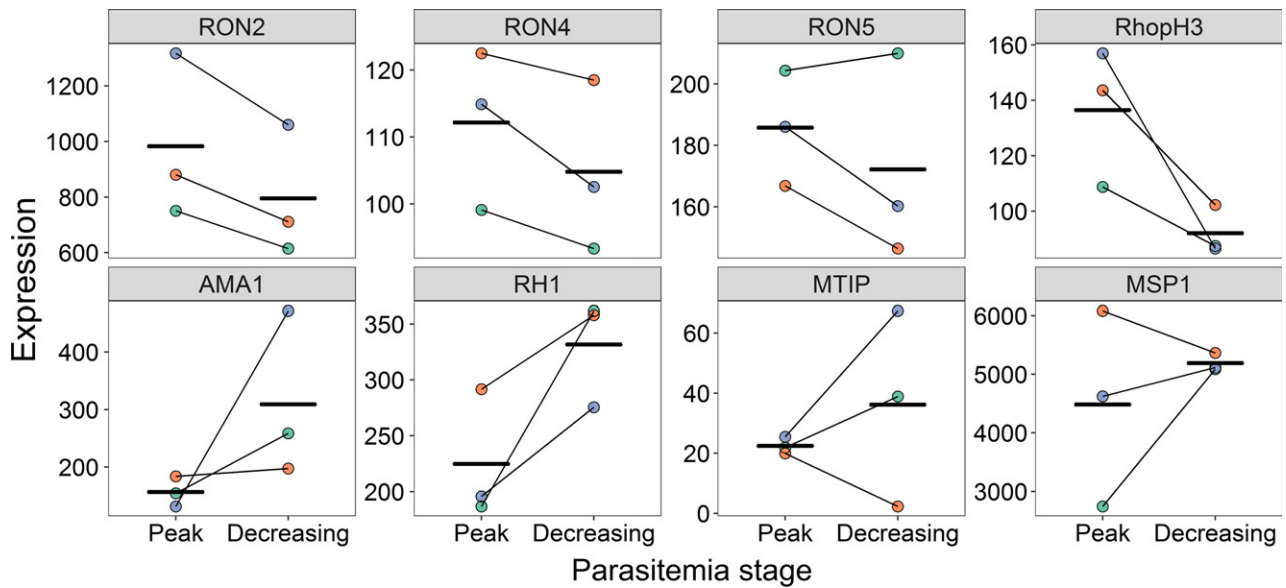 RON2 RON4 RON5 RhopH3
1200 120 200 160
1000 110 180 140
800 100 160 120
600 100
AMA1 RH1 MTIP MSP1
400 350 60 6000
300 300 40 5000
200 250 20 4000
200 0 3000
Expression
Peak Decreasing Peak Decreasing Peak Decreasing Peak Decreasing
Parasitemia stage